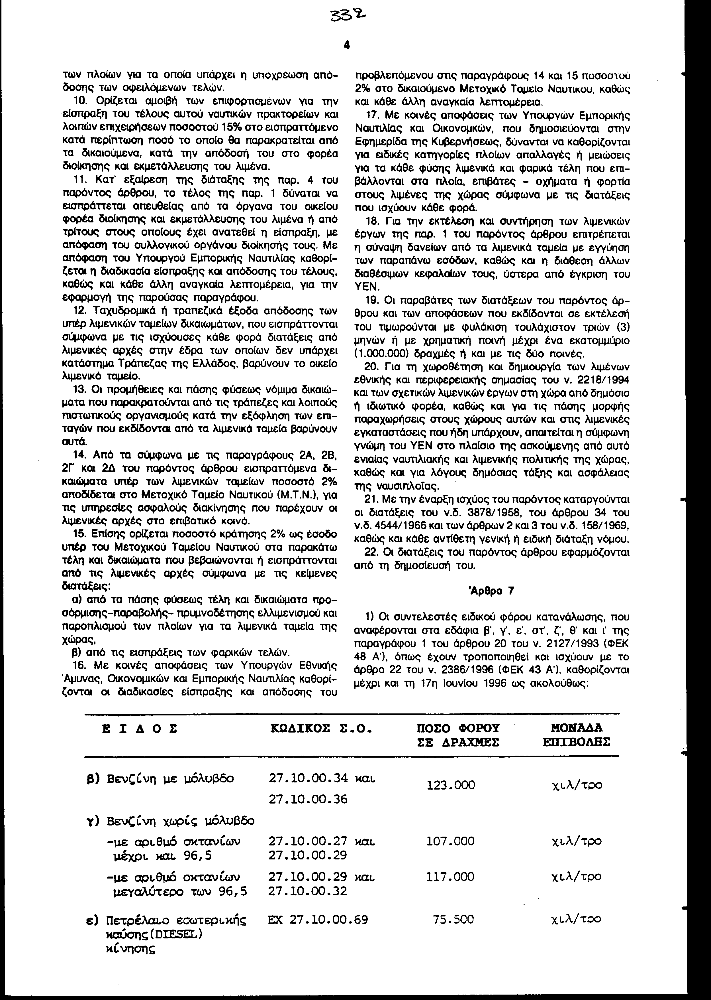 332
4
των πλοίων για τα οποία υπάρχει η υποχρέωση από-
δοσης των οφειλόμενων τελών.
10. Ορίζεται αμοιβή των επιφορτισμένων για την
είσπραξη του τέλους αυτού ναυτικών πρακτορείων και
λοιπών επιχειρήσεων ποσοστού 15% στο εισπραττόμενο
κατά περίπτωση ποσό το οποίο θα παρακρατείται από
τα δικαιούμενα, κατά την απόδοσή του στο φορέα
διοίκησης και εκμετάλλευσης του λιμένα.
11. Κατ' εξαίρεση της διάταξης της παρ. 4 του
παρόντος άρθρου, το τέλος της παρ. 1 δύναται να
εισπράττεται απευθείας από τα όργανα του οικείου
φορέα διοίκησης και εκμετάλλευσης του λιμένα ή από
τρίτους στους οποίους έχει ανατεθεί η είσπραξη, με
απόφαση του συλλογικού οργάνου διοίκησής τους. Με
απόφαση του Υπουργού Εμπορικής Ναυτιλίας καθορί-
ζεται η διαδικασία είσπραξης και απόδοσης του τέλους,
καθώς και κάθε άλλη αναγκαία λεπτομέρεια, για την
εφαρμογή της παρούσας παραγράφου.
12. Ταχυδρομικά ή τραπεζικά έξοδα απόδοσης των
υπέρ λιμενικών ταμείων δικαιωμάτων, που εισπράττονται
σύμφωνα με τις ισχύουσες κάθε φορά διατάξεις από
λιμενικές αρχές στην έδρα των οποίων δεν υπάρχει
κατάστημα Τράπεζας της Ελλάδος, βαρύνουν το οικείο
λιμενικό ταμείο.
13. Οι προμήθειες και πάσης φύσεως νόμιμα δικαιώ-
ματα που παρακρατούνται από τις τράπεζες και λοιπούς
πιστωτικούς οργανισμούς κατά την εξόφληση των επι-
ταγών που εκδίδονται από τα λιμενικά ταμεία βαρύνουν
αυτά.
14. Από τα σύμφωνα με τις παραγράφους 2Α, 2Β,
2Γ και 2Δ του παρόντος άρθρου εισπραττόμενα δι-
καιώματα υπέρ των λιμενικών ταμείων ποσοστό 2%
αποδίδεται στο Μετοχικό Ταμείο Ναυτικού (Μ.Τ.Ν.), για
τις υπηρεσίες ασφαλούς διακίνησης που παρέχουν οι
λιμενικές αρχές στο επιβατικό κοινό.
15. Επίσης ορίζεται ποσοστό κράτησης 2% ως έσοδο
υπέρ του Μετοχικού Ταμείου Ναυτικού στα παρακάτω
τέλη και δικαιώματα που βεβαιώνονται ή εισπράττονται
από τις λιμενικές αρχές σύμφωνα με τις κείμενες
διατάξεις:
α) από τα πάσης φύσεως τέλη και δικαιώματα προ-
σόρμισης-παραβολής- πρυμνοδέτησης ελλιμενισμού και
παροπλισμού των πλοίων για τα λιμενικά ταμεία της
χώρας,
β) από τις εισπράξεις των φαρικών τελών.
16. Με κοινές αποφάσεις των Υπουργών Εθνικής
'Αμυνας, Οικονομικών και Εμπορικής Ναυτιλίας καθορί-
ζονται οι διαδικασίες είσπραξης και απόδοσης του
προβλεπόμενου στις παραγράφους 14 και 15 ποσοστού
2% στο δικαιούμενο Μετοχικό Ταμείο Ναυτικου, καθώς
και κάθε άλλη αναγκαία λεπτομέρεια.
17. Με κοινές αποφάσεις των Υπουργών Εμπορικής
Ναυτιλίας και Οικονομκών, που δημοσιεύονται στην
Εφημερίδα της Κυβερνήσεως, δύνανται να καθορίζονται
για ειδικές κατηγορίες πλοίων απαλλαγές ή μειώσεις
για τα κάθε φύσης λιμενικά και φαρικά τέλη που επι-
βάλλονται στα πλοία, επιβάτες - οχήματα ή φορτία
στους λιμένες της χώρας σύμφωνα με τις διατάξεις
που ισχύουν κάθε φορά.
18. Για την εκτέλεση και συντήρηση των λιμενικών
έργων της παρ. 1 του παρόντος άρθρου επιτρέπεται
η σύναψη δανείων από τα λιμενικά ταμεία με εγγύηση
των παραπάνω εσόδων, καθώς και η διάθεση άλλων
διαθέσιμων κεφαλαίων τους, ύστερα από έγκριση του
ΥΕΝ.
19. Οι παραβάτες των διατάξεων του παρόντος άρ-
θρου και των αποφάσεων που εκδίδονται σε εκτέλεσή
του τιμωρούνται με φυλάκιση τουλάχιστον τριών (3)
μηνών ή με χρηματική ποινή μέχρι ένα εκατομμύριο
(1.000.000) δραχμές ή και με τις δύο ποινές.
20. Για τη χωροθέτηση και δημιουργία των λιμένων
εθνικής και περιφερειακής σημασίας του ν. 2218/1994
και των σχετικών λιμενικών έργων στη χώρα από δημόσιο
ή ιδιωτικό φορέα, καθώς και για τις πάσης μορφής
παραχωρήσεις στους χώρους αυτών και στις λιμενικές
εγκαταστάσεις που ήδη υπάρχουν, απαιτείται η σύμφωνη
γνώμη του ΥΕΝ στο πλαίσιο της ασκούμενης από αυτό
ενιαίας ναυτιλιακής και λιμενικής πολιτικής της χώρας,
καθώς και για λόγους δημόσιας τάξης και ασφάλειας
της ναυσιπλοΐας.
21. Με την έναρξη ισχύος του παρόντος καταργούνται
οι διατάξεις του ν.δ. 3878/1958, του άρθρου 34 του
ν.δ. 4544/1966 και των άρθρων 2 και 3 του ν.δ. 158/1969,
καθώς και κάθε αντίθετη γενική ή ειδική διάταξη νόμου.
22. Οι διατάξεις του παρόντος άρθρου εφαρμόζονται
από τη δημοσίευσή του.
'Αρθρο 7
1) Οι συντελεστές ειδικού φόρου κατανάλωσης, που
αναφέρονται στα εδάφια β', γ', ε', στ', ζ', θ' και ι' της
παραγράφου 1 του άρθρου 20 του ν. 2127/1993 (ΦΕΚ
48 Α'), όπως έχουν τροποποιηθεί και ισχύουν με το
άρθρο 22 του ν. 2386/1996 (ΦΕΚ 43 Α'), καθορίζονται
μέχρι και τη 17η Ιουνίου 1996 ως ακολούθως:
Ε Ι Δ Ο Σ ΚΩΔΙΚΟΣ Σ.Ο. ΠΟΣΟ ΦΟΡΟΥ ΜΟΝΑΔΑ
ΣΕ ΔΡΑΧΜΕΣ ΕΠΙΒΟΛΗΣ
β) Βενζίνη με μόλυβδο 27.10.00.34 και 123.000 χιλ/τρο
27.10.00.36
γ) Βενζίνη χωρίς μόλυβδο
-με αριθμό οκτανίων 27.10.00.27 και 107.000 χιλ/τρο
μέχρι και 96,5 27.10.00.29
-με αριθμό οκτανίων 27.10.00.29 και 117.000 χιλ/τρο
μεγαλύτερο των 96,5 27.10.00.32
ε) Πετρέλαιο εσωτερικής ΕΧ 27.10.00.69 75.500 χιλ/τρο
καύσης(DIESEL)
κίνησης